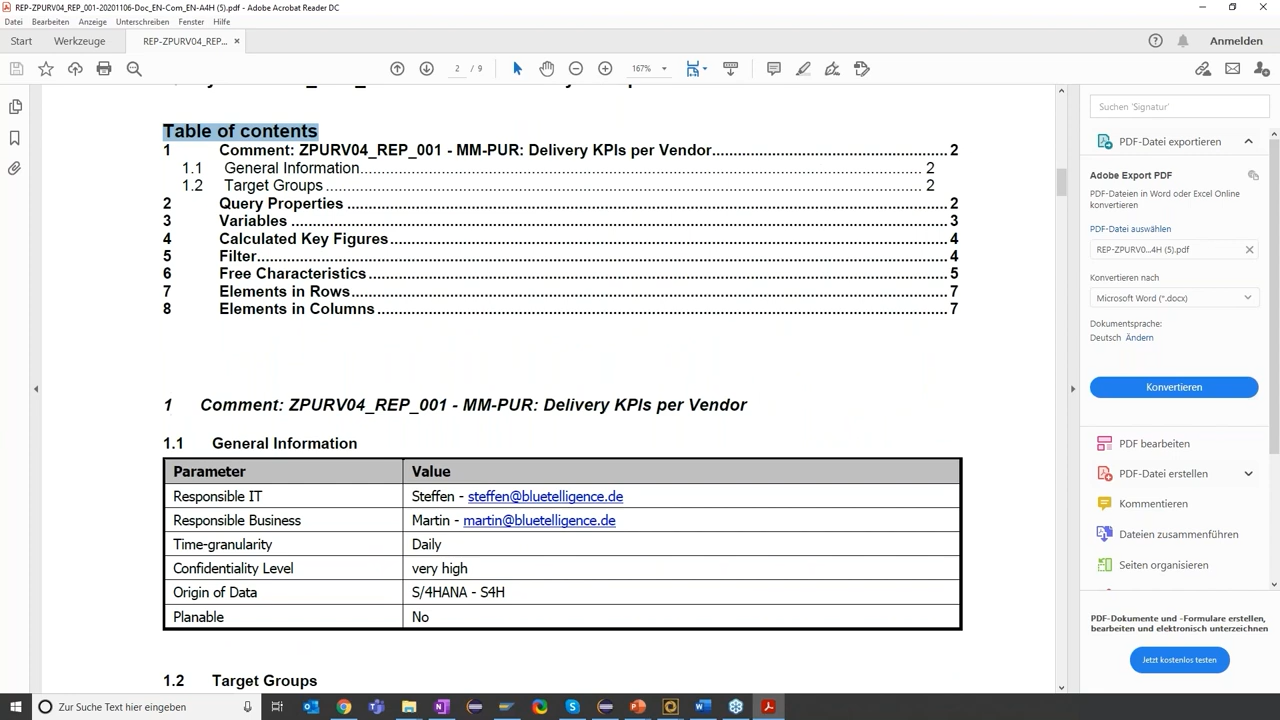 REP-ZPURV04_REP_001-20201106-Doc_EN-Com_EN-A4H (5).pdf - Adobe Acrobat Reader DC
Datei Bearbeiten Anzeige Unterschreiben Fenster Hilfe
Start Werkzeuge REP-ZPURV04_REP... × Anmelden
2 / 9 167%
Table of contents
1 Comment: ZPURV04_REP_001 - MM-PUR: Delivery KPIs per Vendor 2
1.1 General Information 2
1.2 Target Groups 2
2 Query Properties 2
3 Variables 3
4 Calculated Key Figures 4
5 Filter 4
6 Free Characteristics 5
7 Elements in Rows 7
8 Elements in Columns 7
1 Comment: ZPURV04_REP_001 - MM-PUR: Delivery KPIs per Vendor
1.1 General Information
Parameter Value
Responsible IT Steffen - steffen@bluetelligence.de
Responsible Business Martin - martin@bluetelligence.de
Time-granularity Daily
Confidentiality Level very high
Origin of Data S/4HANA - S4H
Planable No
1.2 Target Groups
Suchen 'Signatur'
PDF-Datei exportieren
Adobe Export PDF
PDF-Dateien in Word oder Excel Online
konvertieren
PDF-Datei auswählen
REP-ZPURV0...4H (5).pdf
Konvertieren nach
Microsoft Word (*.docx)
Dokumentsprache:
Deutsch Ändern
Konvertieren
PDF bearbeiten
PDF-Datei erstellen
Kommentieren
Dateien zusammenführen
Seiten organisieren
PDF-Dokumente und -Formulare erstellen,
bearbeiten und elektronisch unterzeichnen
Jetzt kostenlos testen
Zur Suche Text hier eingeben